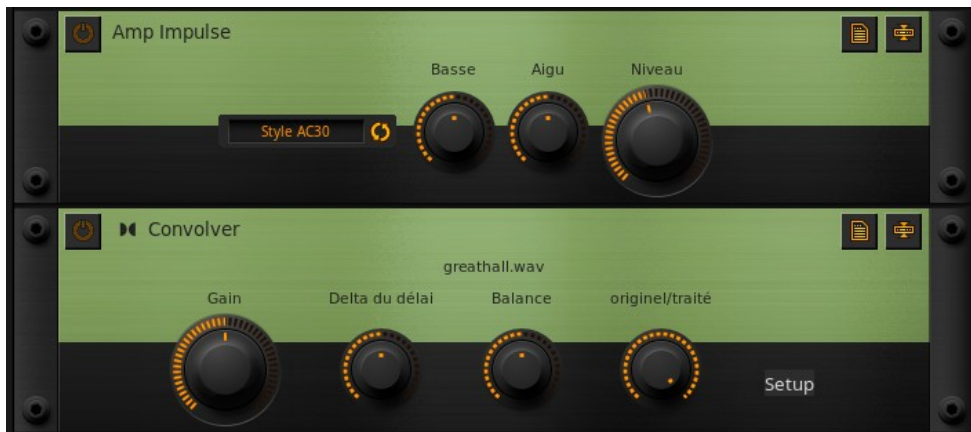 Amp Impulse
Basse Aigu Niveau
Style AC30
Convolver
greathall.wav
Gain Delta du délai Balance originel/traité
Setup